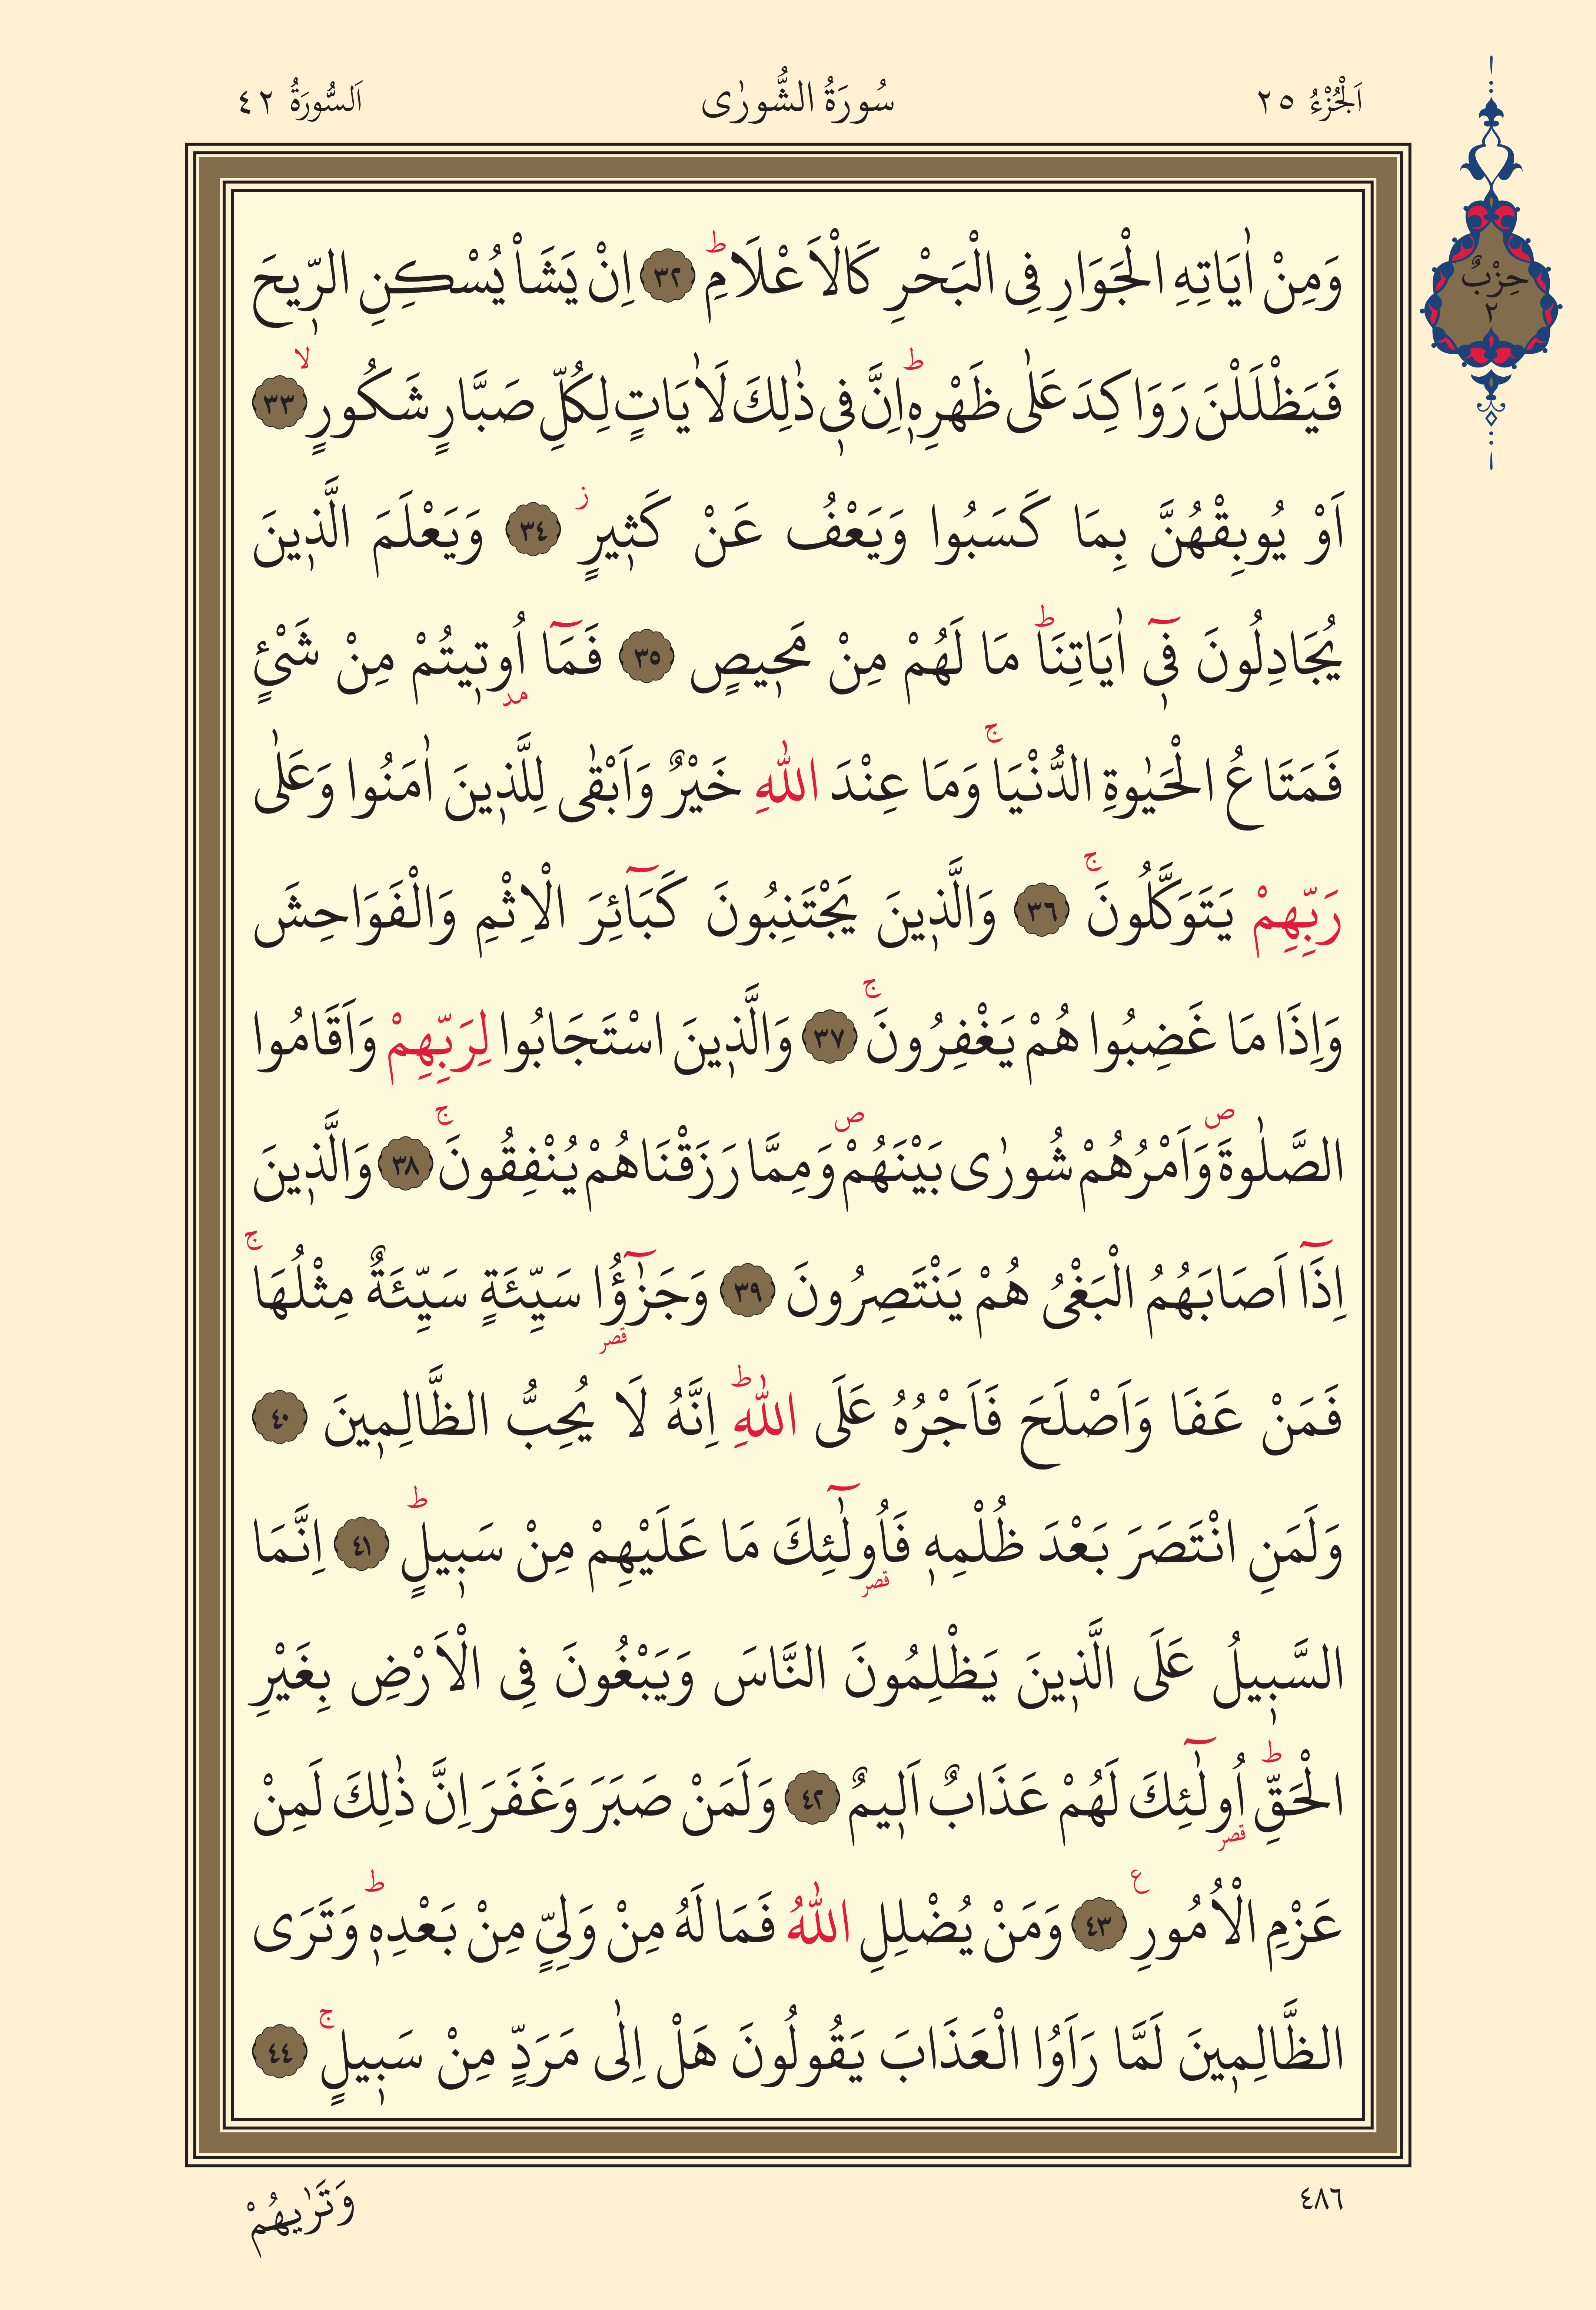 اَلْجُزْءُ ٢٥
سُورَةُ الشُّورٰى
اَلسُّورَةُ ٤٢
حِزْبٌ
٢
وَمِنْ اٰيَاتِهِ الْجَوَارِ فِى الْبَحْرِ كَالْاَعْلَامِۜ ﴿٣٢﴾ اِنْ يَشَأْ يُسْكِنِ الرّ۪يحَ
فَيَظْلَلْنَ رَوَاكِدَ عَلٰى ظَهْرِه۪ۜ اِنَّ ف۪ى ذٰلِكَ لَاٰيَاتٍ لِكُلِّ صَبَّارٍ شَكُورٍۙ ﴿٣٣﴾
اَوْ يُوبِقْهُنَّ بِمَا كَسَبُوا وَيَعْفُ عَنْ كَث۪يرٍۘ ﴿٣٤﴾ وَيَعْلَمَ الَّذ۪ينَ
يُجَادِلُونَ ف۪ٓى اٰيَاتِنَاۜ مَا لَهُمْ مِنْ مَح۪يصٍ ﴿٣٥﴾ فَمَٓا اُو۫ت۪يتُمْ مِنْ شَيْئٍ
فَمَتَاعُ الْحَيٰوةِ الدُّنْيَاۚ وَمَا عِنْدَ اللّٰهِ خَيْرٌ وَاَبْقٰى لِلَّذ۪ينَ اٰمَنُوا وَعَلٰى
رَبِّهِمْ يَتَوَكَّلُونَۚ ﴿٣٦﴾ وَالَّذ۪ينَ يَجْتَنِبُونَ كَبَٓائِرَ الْاِثْمِ وَالْفَوَاحِشَ
وَاِذَا مَا غَضِبُوا هُمْ يَغْفِرُونَۚ ﴿٣٧﴾ وَالَّذ۪ينَ اسْتَجَابُوا لِرَبِّهِمْ وَاَقَامُوا
الصَّلٰوةَۖ وَاَمْرُهُمْ شُورٰى بَيْنَهُمْۖ وَمِمَّا رَزَقْنَاهُمْ يُنْفِقُونَۚ ﴿٣٨﴾ وَالَّذ۪ينَ
اِذَٓا اَصَابَهُمُ الْبَغْىُ هُمْ يَنْتَصِرُونَ ﴿٣٩﴾ وَجَزٰٓؤُ۬ا سَيِّئَةٍ سَيِّئَةٌ مِثْلُهَاۚ
فَمَنْ عَفَا وَاَصْلَحَ فَاَجْرُهُ عَلَى اللّٰهِۜ اِنَّهُ لَا يُحِبُّ الظَّالِم۪ينَ ﴿٤٠﴾
وَلَمَنِ انْتَصَرَ بَعْدَ ظُلْمِه۪ فَاُو۬لٰٓئِكَ مَا عَلَيْهِمْ مِنْ سَب۪يلٍۜ ﴿٤١﴾ اِنَّمَا
السَّب۪يلُ عَلَى الَّذ۪ينَ يَظْلِمُونَ النَّاسَ وَيَبْغُونَ فِى الْاَرْضِ بِغَيْرِ
الْحَقِّۜ اُو۬لٰٓئِكَ لَهُمْ عَذَابٌ اَل۪يمٌ ﴿٤٢﴾ وَلَمَنْ صَبَرَ وَغَفَرَ اِنَّ ذٰلِكَ لَمِنْ
عَزْمِ الْاُمُورِ۟ ﴿٤٣﴾ وَمَنْ يُضْلِلِ اللّٰهُ فَمَا لَهُ مِنْ وَلِىٍّ مِنْ بَعْدِه۪ۜ وَتَرَى
الظَّالِم۪ينَ لَمَّا رَاَوُا الْعَذَابَ يَقُولُونَ هَلْ اِلٰى مَرَدٍّ مِنْ سَب۪يلٍۚ ﴿٤٤﴾
٤٨٦
وَتَرٰيهُمْ